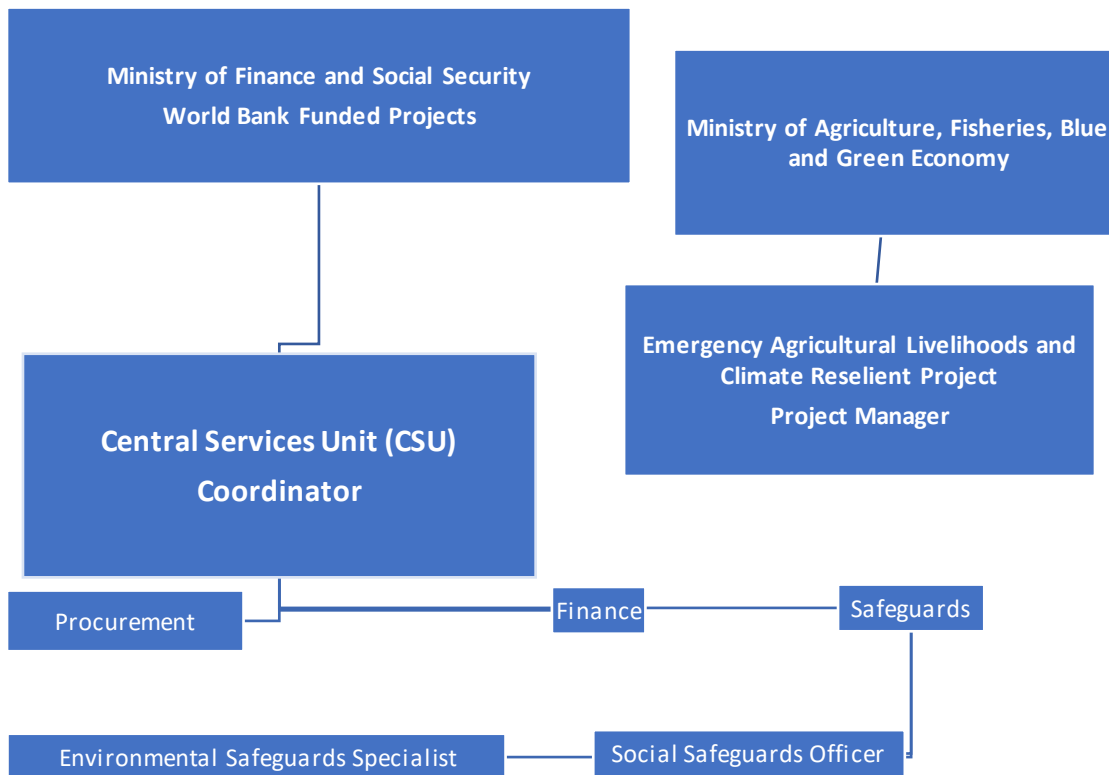 Ministry of Finance and Social Security
World Bank Funded Projects
Ministry of Agriculture, Fisheries, Blue
and Green Economy
Emergency Agricultural Livelihoods and
Climate Reselient Project
Project Manager
Central Services Unit (CSU)
Coordinator
Procurement
Finance
Safeguards
Environmental Safeguards Specialist
Social Safeguards Officer